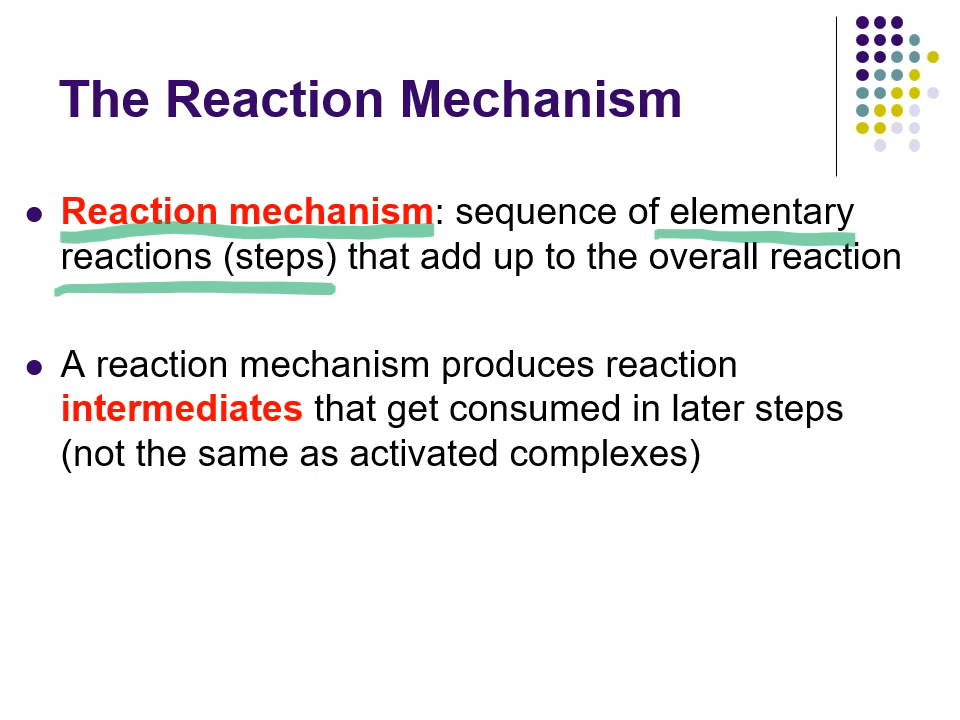 The Reaction Mechanism
Reaction mechanism: sequence of elementary
reactions (steps) that add up to the overall reaction
A reaction mechanism produces reaction
intermediates that get consumed in later steps
(not the same as activated complexes)